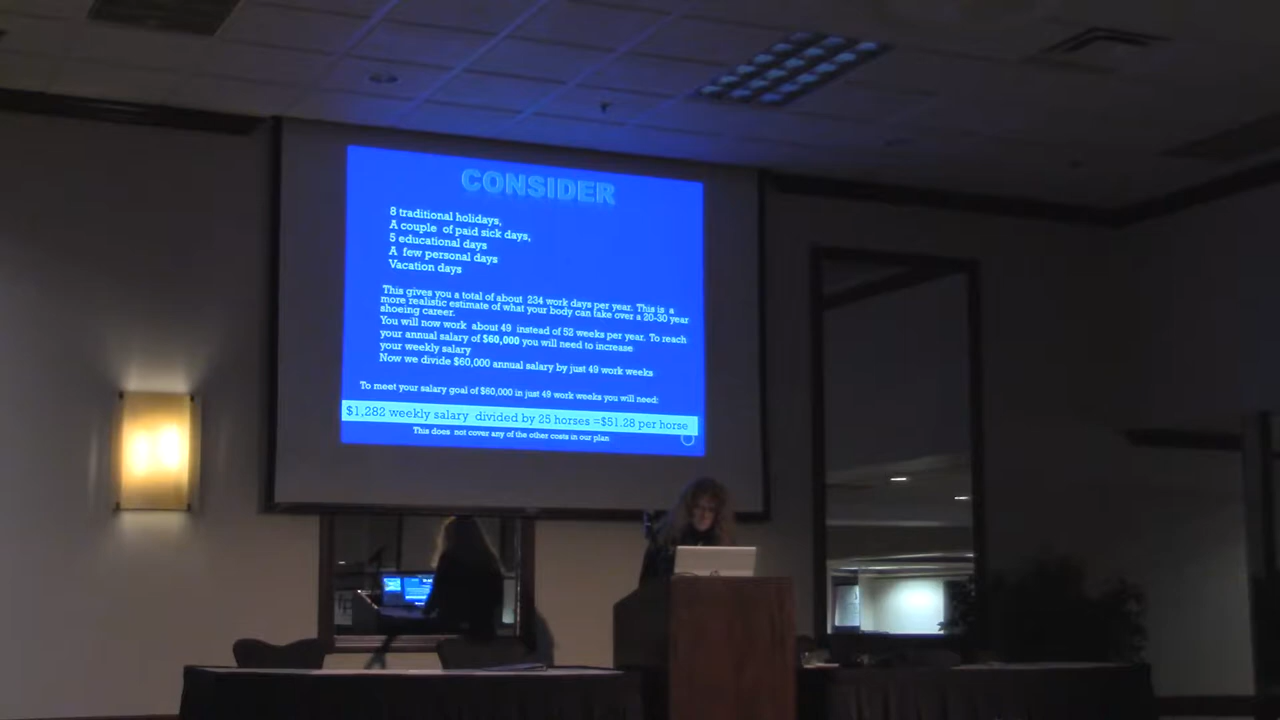 CONSIDER
8 traditional holidays,
A couple of paid sick days,
5 educational days
A few personal days
Vacation days
This gives you a total of about 234 work days per year. This is a
more realistic estimate of what your body can take over a 20-30 year
shoeing career.
You will now work about 49 instead of 52 weeks per year. To reach
your annual salary of $60,000 you will need to increase
your weekly salary
Now we divide $60,000 annual salary by just 49 work weeks
To meet your salary goal of $60,000 in just 49 work weeks you will need:
$1,282 weekly salary divided by 25 horses =$51.28 per horse
This does not cover any of the other costs in our plan